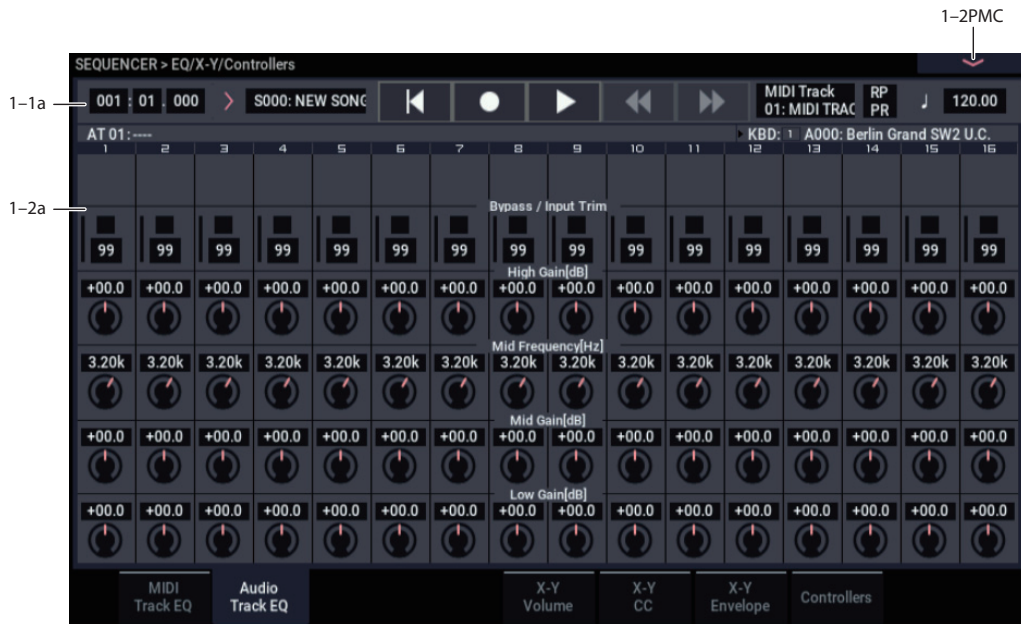 1–2PMC
SEQUENCER > EQ/X-Y/Controllers
1–1a
001 : 01 . 000
S000: NEW SONG
MIDI Track
01: MIDI TRAC
RP
PR
♩ 120.00
AT 01:----
KBD: 1 A000: Berlin Grand SW2 U.C.
1 2 3 4 5 6 7 8 9 10 11 12 13 14 15 16
1–2a
Bypass / Input Trim
99 99 99 99 99 99 99 99 99 99 99 99 99 99 99 99
High Gain[dB]
+00.0 +00.0 +00.0 +00.0 +00.0 +00.0 +00.0 +00.0 +00.0 +00.0 +00.0 +00.0 +00.0 +00.0 +00.0 +00.0
Mid Frequency[Hz]
3.20k 3.20k 3.20k 3.20k 3.20k 3.20k 3.20k 3.20k 3.20k 3.20k 3.20k 3.20k 3.20k 3.20k 3.20k 3.20k
Mid Gain[dB]
+00.0 +00.0 +00.0 +00.0 +00.0 +00.0 +00.0 +00.0 +00.0 +00.0 +00.0 +00.0 +00.0 +00.0 +00.0 +00.0
Low Gain[dB]
+00.0 +00.0 +00.0 +00.0 +00.0 +00.0 +00.0 +00.0 +00.0 +00.0 +00.0 +00.0 +00.0 +00.0 +00.0 +00.0
MIDI
Track EQ
Audio
Track EQ
X-Y
Volume
X-Y
CC
X-Y
Envelope
Controllers